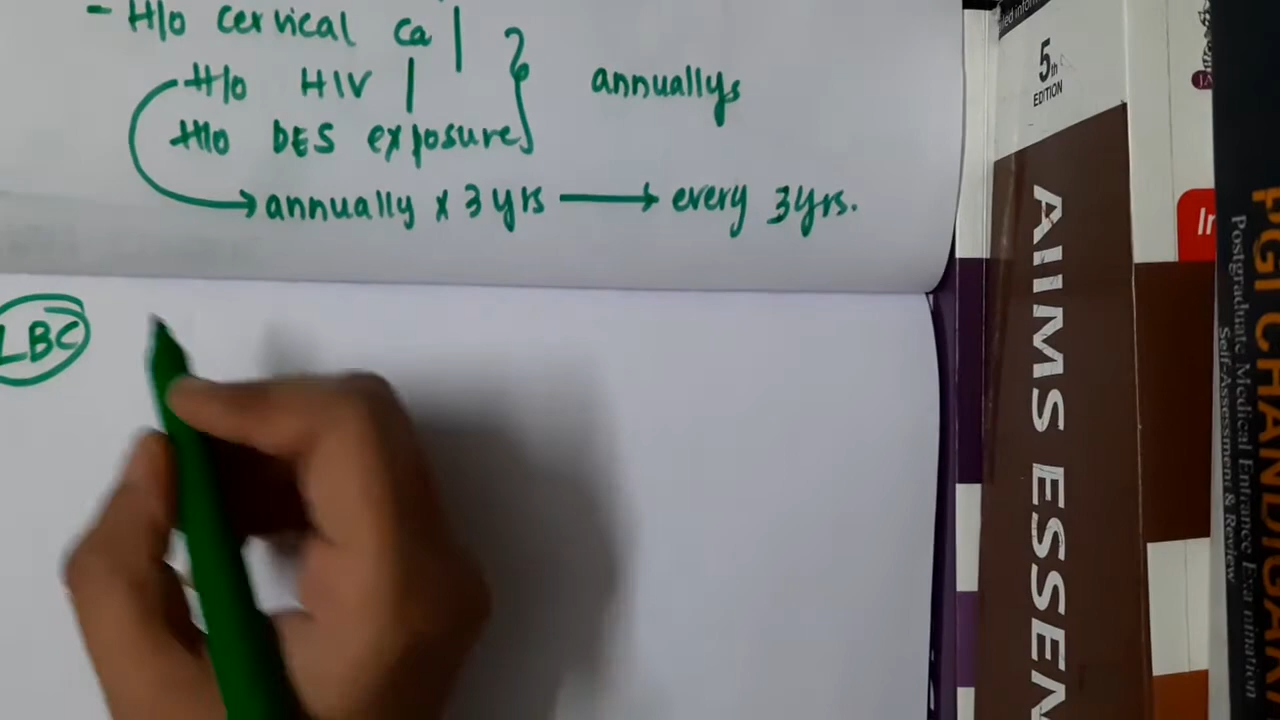 - H/o cervical ca
H/o HIV
H/o DES exposure
annually
annually x 3 yrs → every 3yrs.
LBC
5th
EDITION
AIIMS ESSEN
PGI CHANDIGAR
Postgraduate Medical Entrance Examination
Self-Assessment & Review